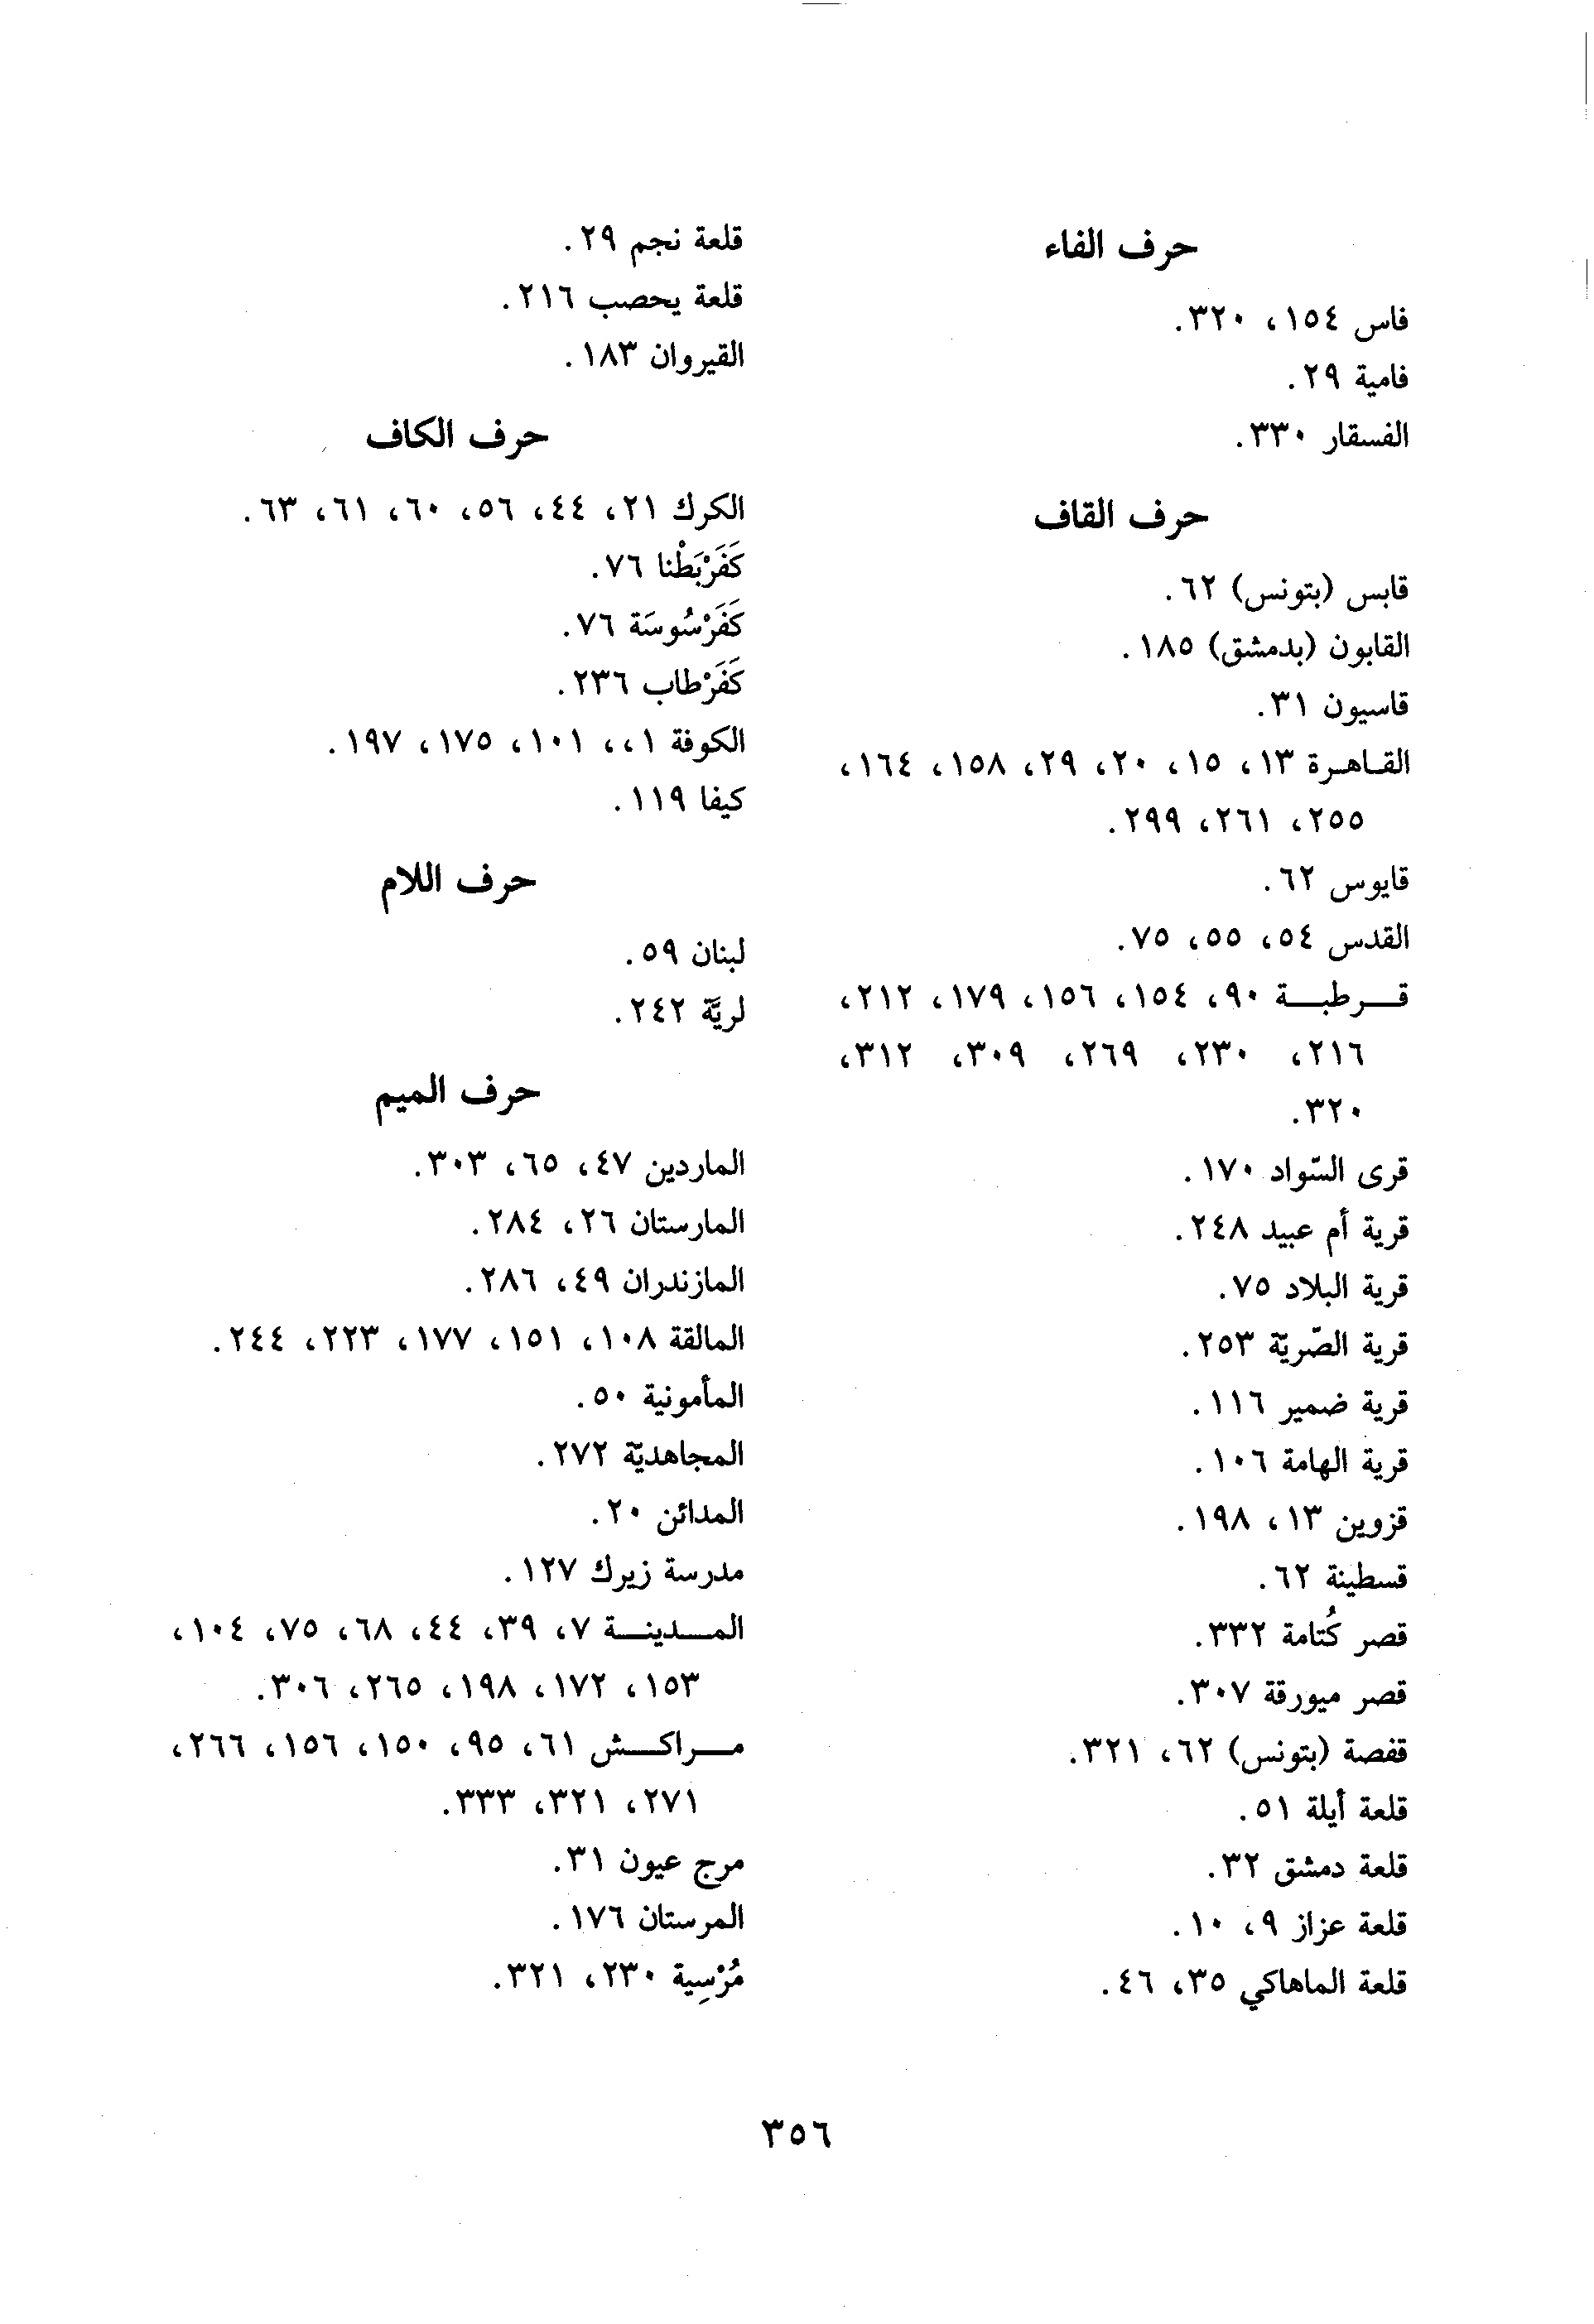 حرف الفاء
فاس ١٥٤، ٣٢٠.
فامية ٢٩.
الفسقار ٣٣٠.
حرف القاف
قابس (بتونس) ٦٢.
القابون (بدمشق) ١٨٥.
قاسيون ٣١.
القاهرة ١٣، ١٥، ٢٠، ٢٩، ١٥٨، ١٦٤،
٢٥٥، ٢٦١، ٢٩٩.
قايوس ٦٢.
القدس ٥٤، ٥٥، ٧٥.
قرطبة ٩٠، ١٥٤، ١٥٦، ١٧٩، ٢١٢،
٢١٦، ٢٣٠، ٢٦٩، ٣٠٩، ٣١٢،
٣٢٠.
قرى السّواد ١٧٠.
قرية أم عبيد ٢٤٨.
قرية البلاد ٧٥.
قرية الصّريّة ٢٥٣.
قرية ضمير ١١٦.
قرية الهامة ١٠٦.
قزوين ١٣، ١٩٨.
قسطينة ٦٢.
قصر كُتامة ٣٣٢.
قصر ميورقة ٣٠٧.
قفصة (بتونس) ٦٢، ٣٢١.
قلعة أيلة ٥١.
قلعة دمشق ٣٢.
قلعة عزاز ٩، ١٠.
قلعة الماهاكي ٣٥، ٤٦.
قلعة نجم ٢٩.
قلعة يحصب ٢١٦.
القيروان ١٨٣.
حرف الكاف
الكرك ٢١، ٤٤، ٥٦، ٦٠، ٦١، ٦٣.
كَفَرْبَطْنا ٧٦.
كَفَرْسُوسَة ٧٦.
كَفَرْطاب ٢٣٦.
الكوفة ١،، ١٠١، ١٧٥، ١٩٧.
كيفا ١١٩.
حرف اللام
لبنان ٥٩.
لريَّة ٢٤٢.
حرف الميم
الماردين ٤٧، ٦٥، ٣٠٣.
المارستان ٢٦، ٢٨٤.
المازندران ٤٩، ٢٨٦.
المالقة ١٠٨، ١٥١، ١٧٧، ٢٢٣، ٢٤٤.
المأمونية ٥٠.
المجاهديّة ٢٧٢.
المدائن ٢٠.
مدرسة زيرك ١٢٧.
المدينة ٧، ٣٩، ٤٤، ٦٨، ٧٥، ١٠٤،
١٥٣، ١٧٢، ١٩٨، ٢٦٥، ٣٠٦.
مراكش ٦١، ٩٥، ١٥٠، ١٥٦، ٢٦٦،
٢٧١، ٣٢١، ٣٣٣.
مرج عيون ٣١.
المرستان ١٧٦.
مُرْسِية ٢٣٠، ٣٢١.
٣٥٦